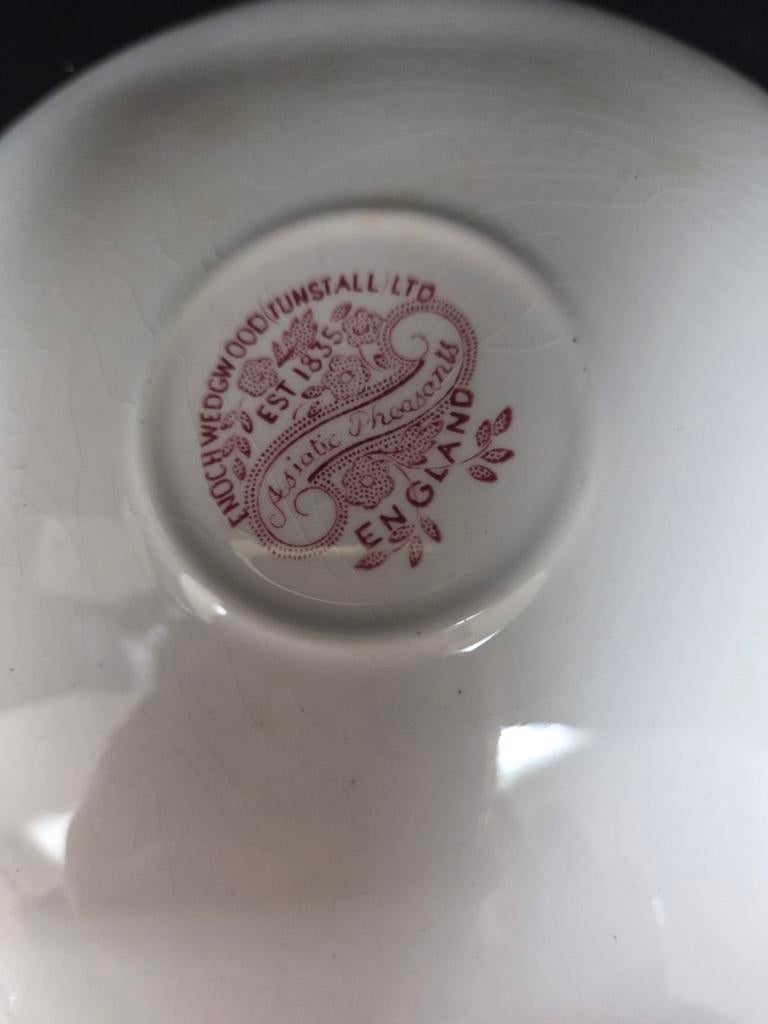 ENOCH WEDGWOOD (TUNSTALL) LTD.
EST 1835
Asiatic Pheasants
ENGLAND